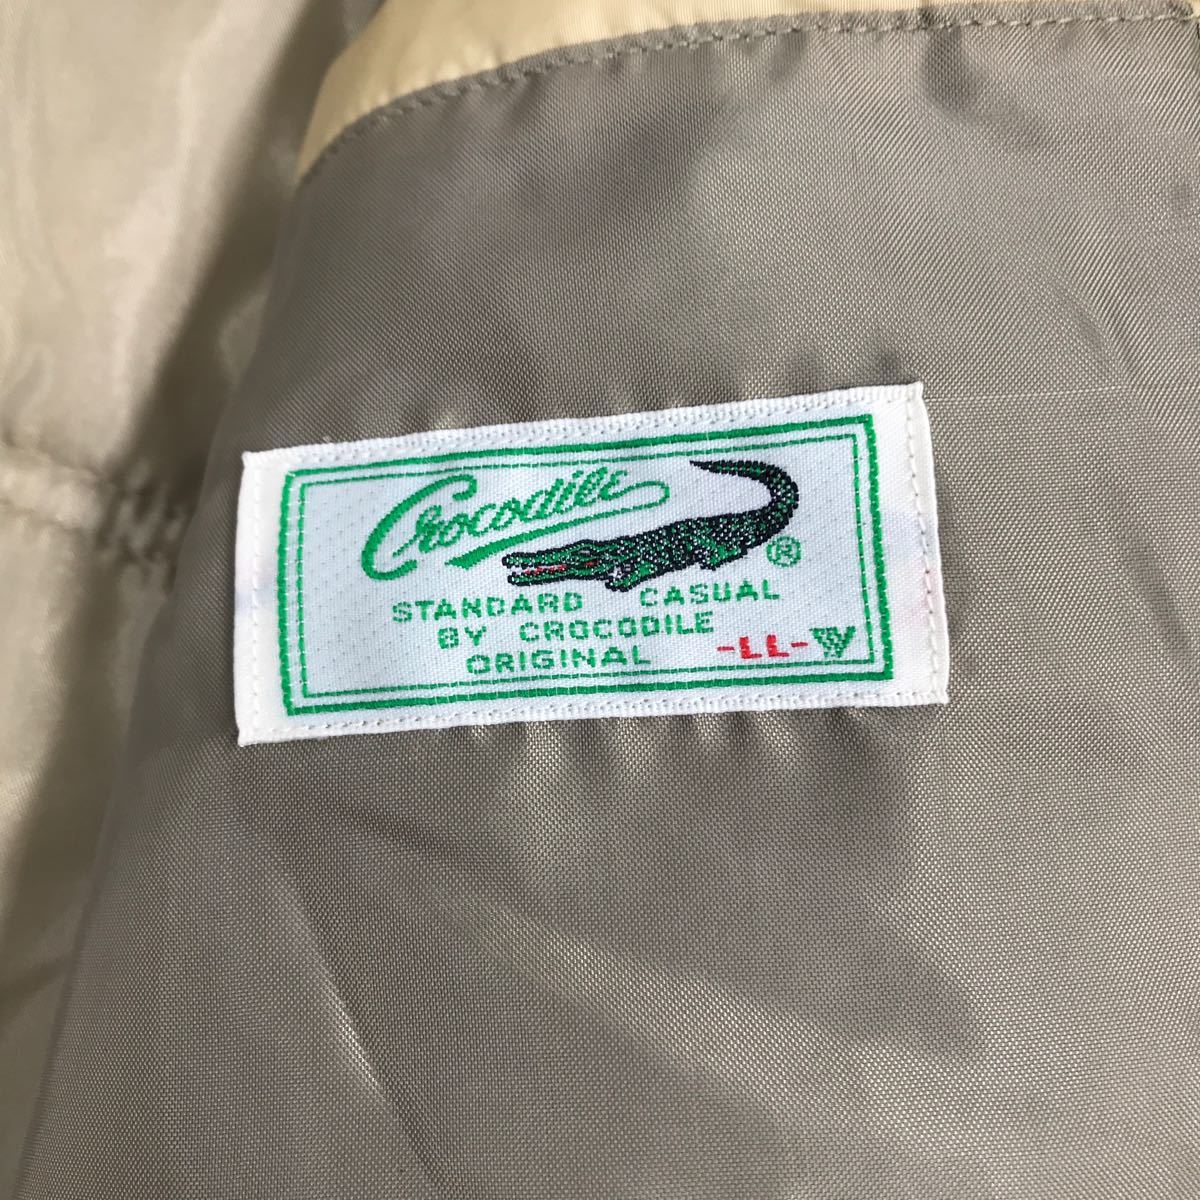 Crocodile ®
STANDARD CASUAL
BY CROCODILE
ORIGINAL -LL-